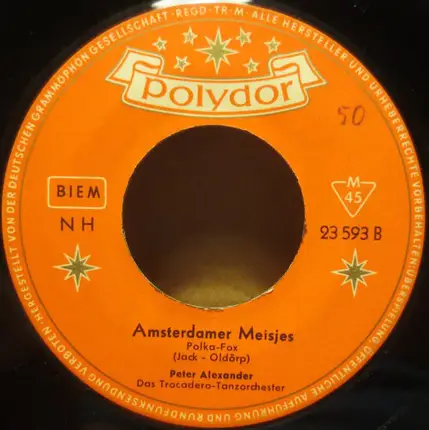 HERGESTELLT VON DER DEUTSCHEN GRAMMOPHON GESELLSCHAFT · REGD · TR · M · ALLE HERSTELLER UND URHEBERRECHTE VORBEHALTEN/ÜBERSPIELUNG, ÖFFENTLICHE AUFFÜHRUNG UND RUNDFUNKSENDUNG VERBOTEN ·
Polydor
50
BIEM
NH
M
45
23 593 B
Amsterdamer Meisjes
Polka-Fox
(Jack - Oldörp)
Peter Alexander
Das Trocadero-Tanzorchester